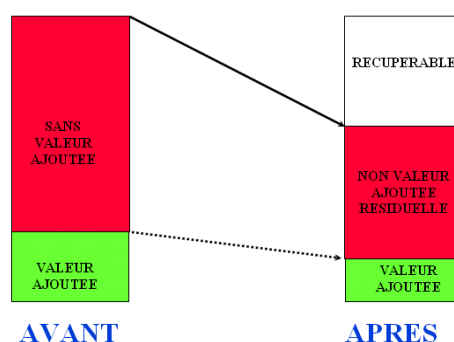 SANS
VALEUR
AJOUTEE
VALEUR
AJOUTEE
AVANT
RECUPERABLE
NON VALEUR
AJOUTEE
RESIDUELLE
VALEUR
AJOUTEE
APRES